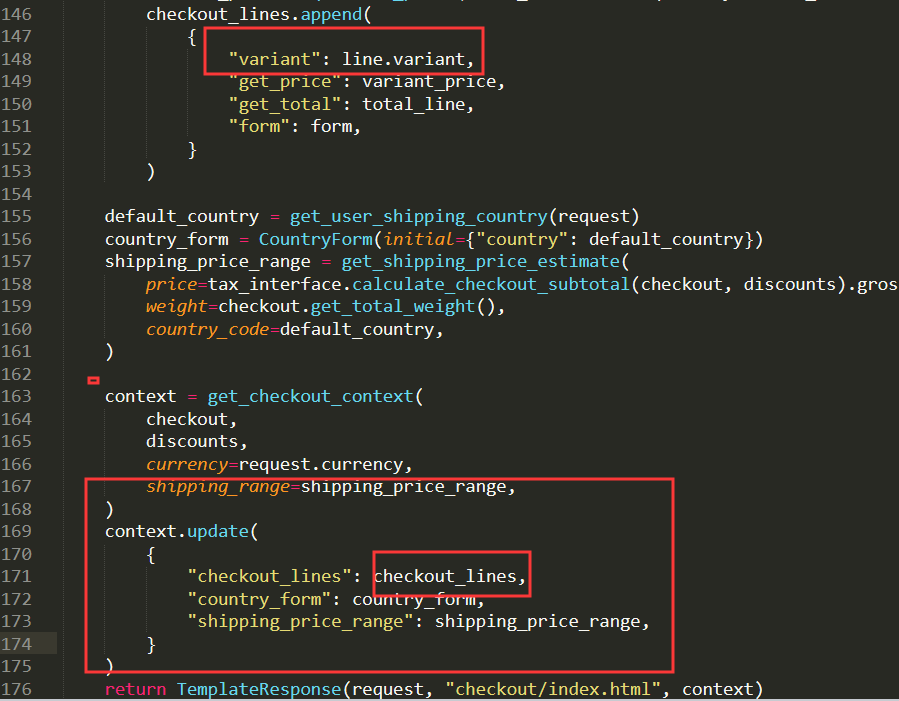 146 checkout_lines.append(
147 {
148 "variant": line.variant,
149 "get_price": variant_price,
150 "get_total": total_line,
151 "form": form,
152 }
153 )
154
155 default_country = get_user_shipping_country(request)
156 country_form = CountryForm(initial={"country": default_country})
157 shipping_price_range = get_shipping_price_estimate(
158 price=tax_interface.calculate_checkout_subtotal(checkout, discounts).gros
159 weight=checkout.get_total_weight(),
160 country_code=default_country,
161 )
162
163 context = get_checkout_context(
164 checkout,
165 discounts,
166 currency=request.currency,
167 shipping_range=shipping_price_range,
168 )
169 context.update(
170 {
171 "checkout_lines": checkout_lines,
172 "country_form": country_form,
173 "shipping_price_range": shipping_price_range,
174 }
175 )
176 return TemplateResponse(request, "checkout/index.html", context)